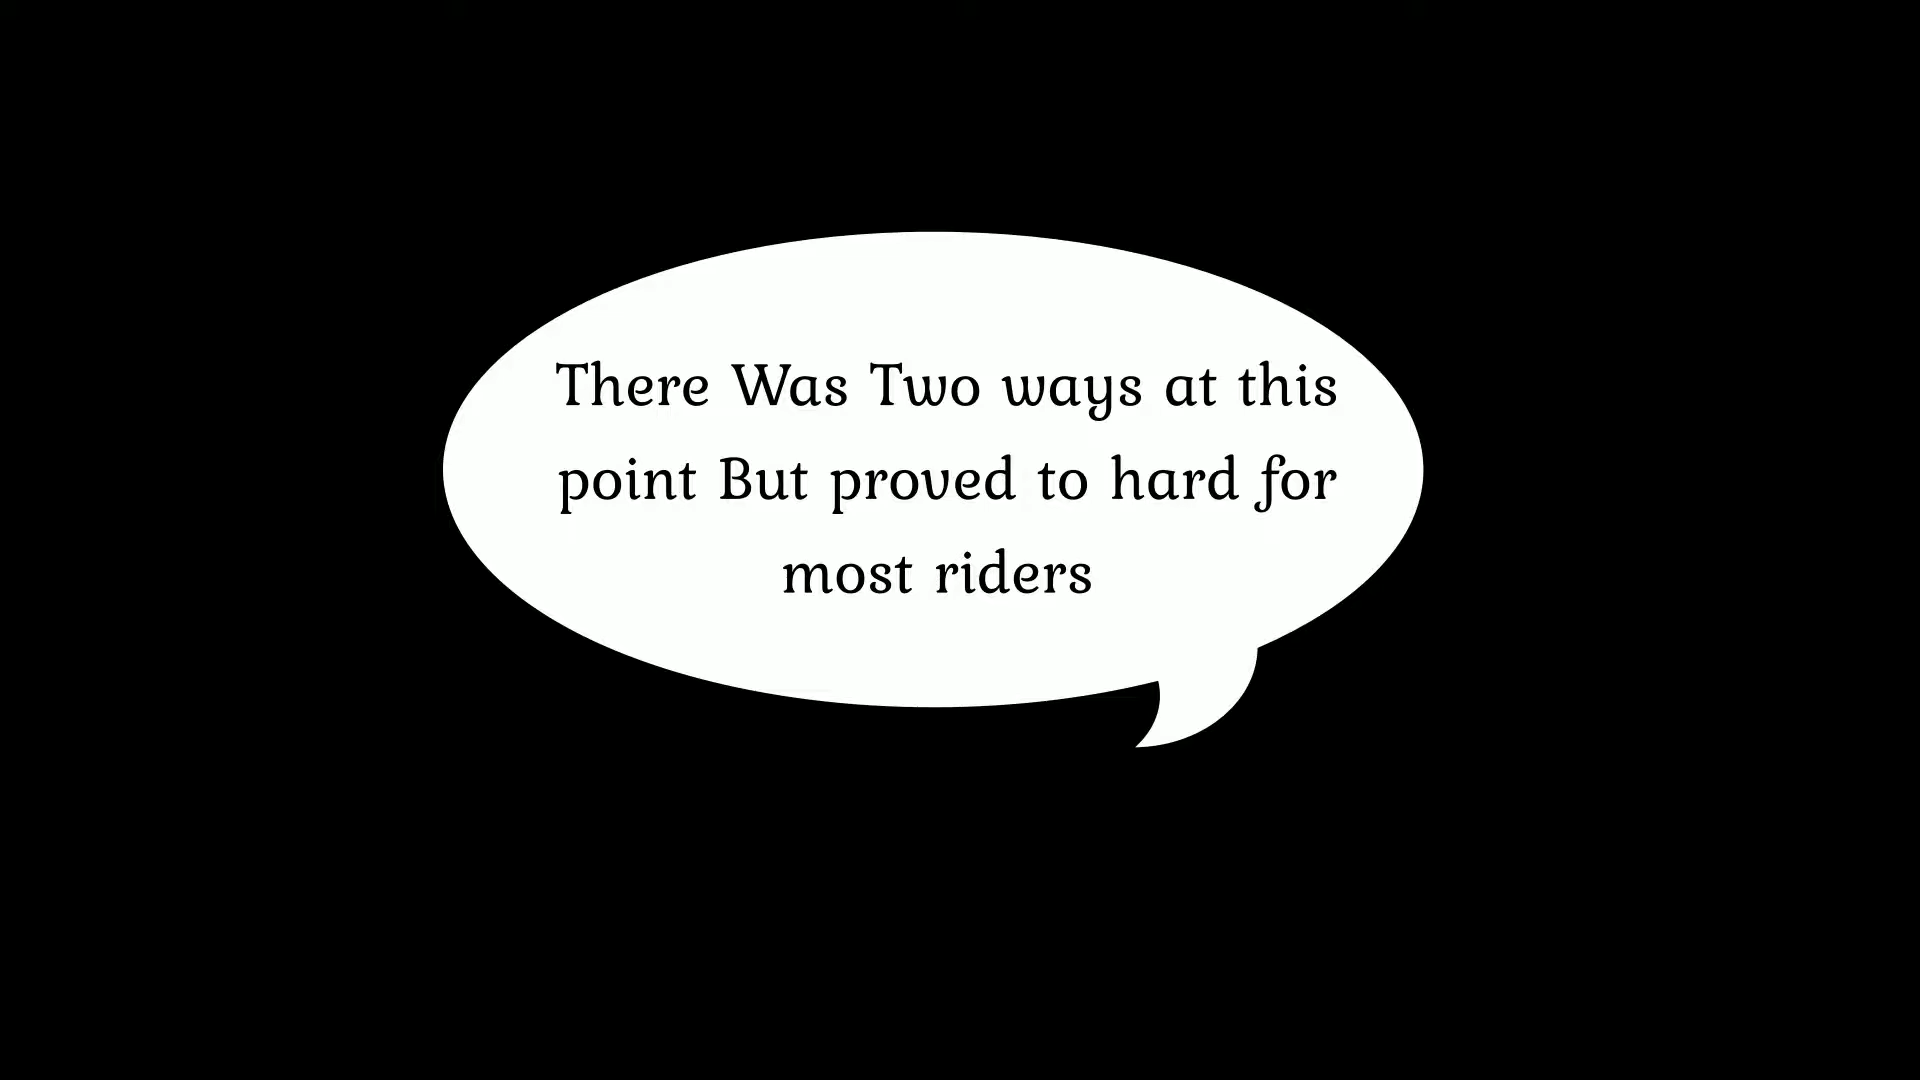 There Was Two ways at this
point But proved to hard for
most riders